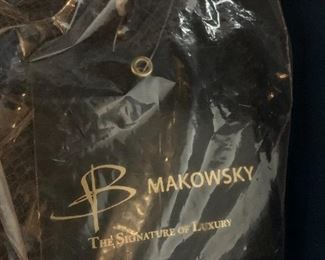 B MAKOWSKY
THE SIGNATURE OF LUXURY